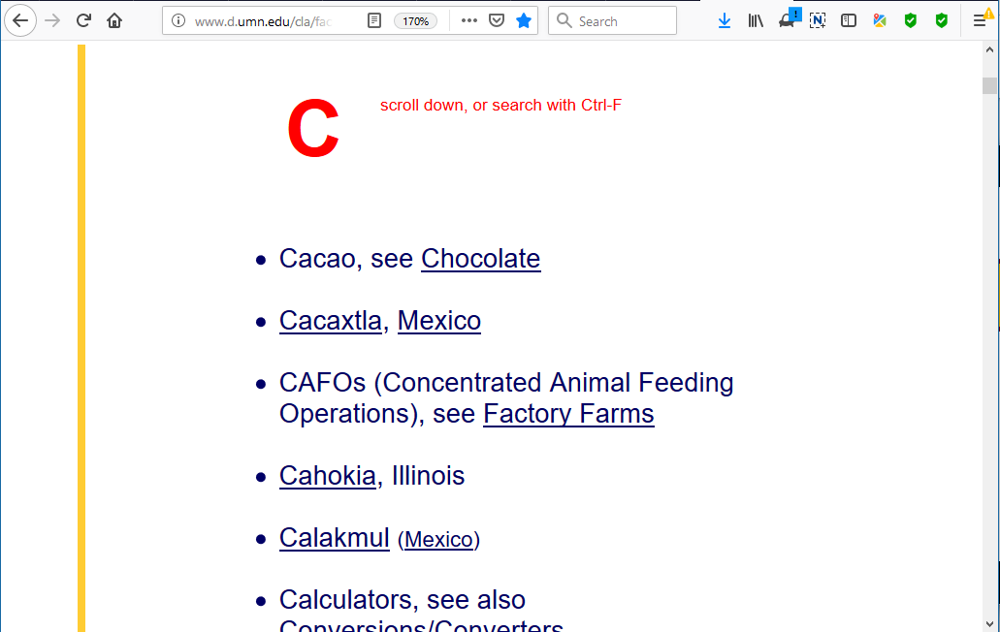 www.d.umn.edu/cla/fac
170%
Search
C
scroll down, or search with Ctrl-F
Cacao, see Chocolate
Cacaxtla, Mexico
CAFOs (Concentrated Animal Feeding
Operations), see Factory Farms
Cahokia, Illinois
Calakmul (Mexico)
Calculators, see also
Conversions/Converters